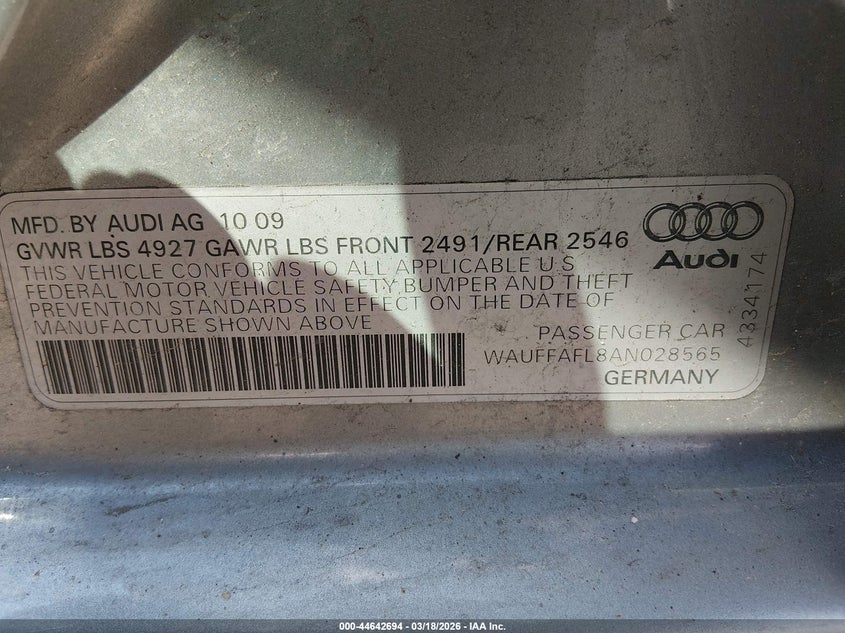 MFD. BY AUDI AG 10 09
GVWR LBS 4927 GAWR LBS FRONT 2491/REAR 2546
THIS VEHICLE CONFORMS TO ALL APPLICABLE U S
FEDERAL MOTOR VEHICLE SAFETY BUMPER AND THEFT
PREVENTION STANDARDS IN EFFECT ON THE DATE OF
MANUFACTURE SHOWN ABOVE
PASSENGER CAR
WAUFFAFL8AN028565
GERMANY
Audi
4334174
000-44642694 — 03/18/2026 — IAA Inc.